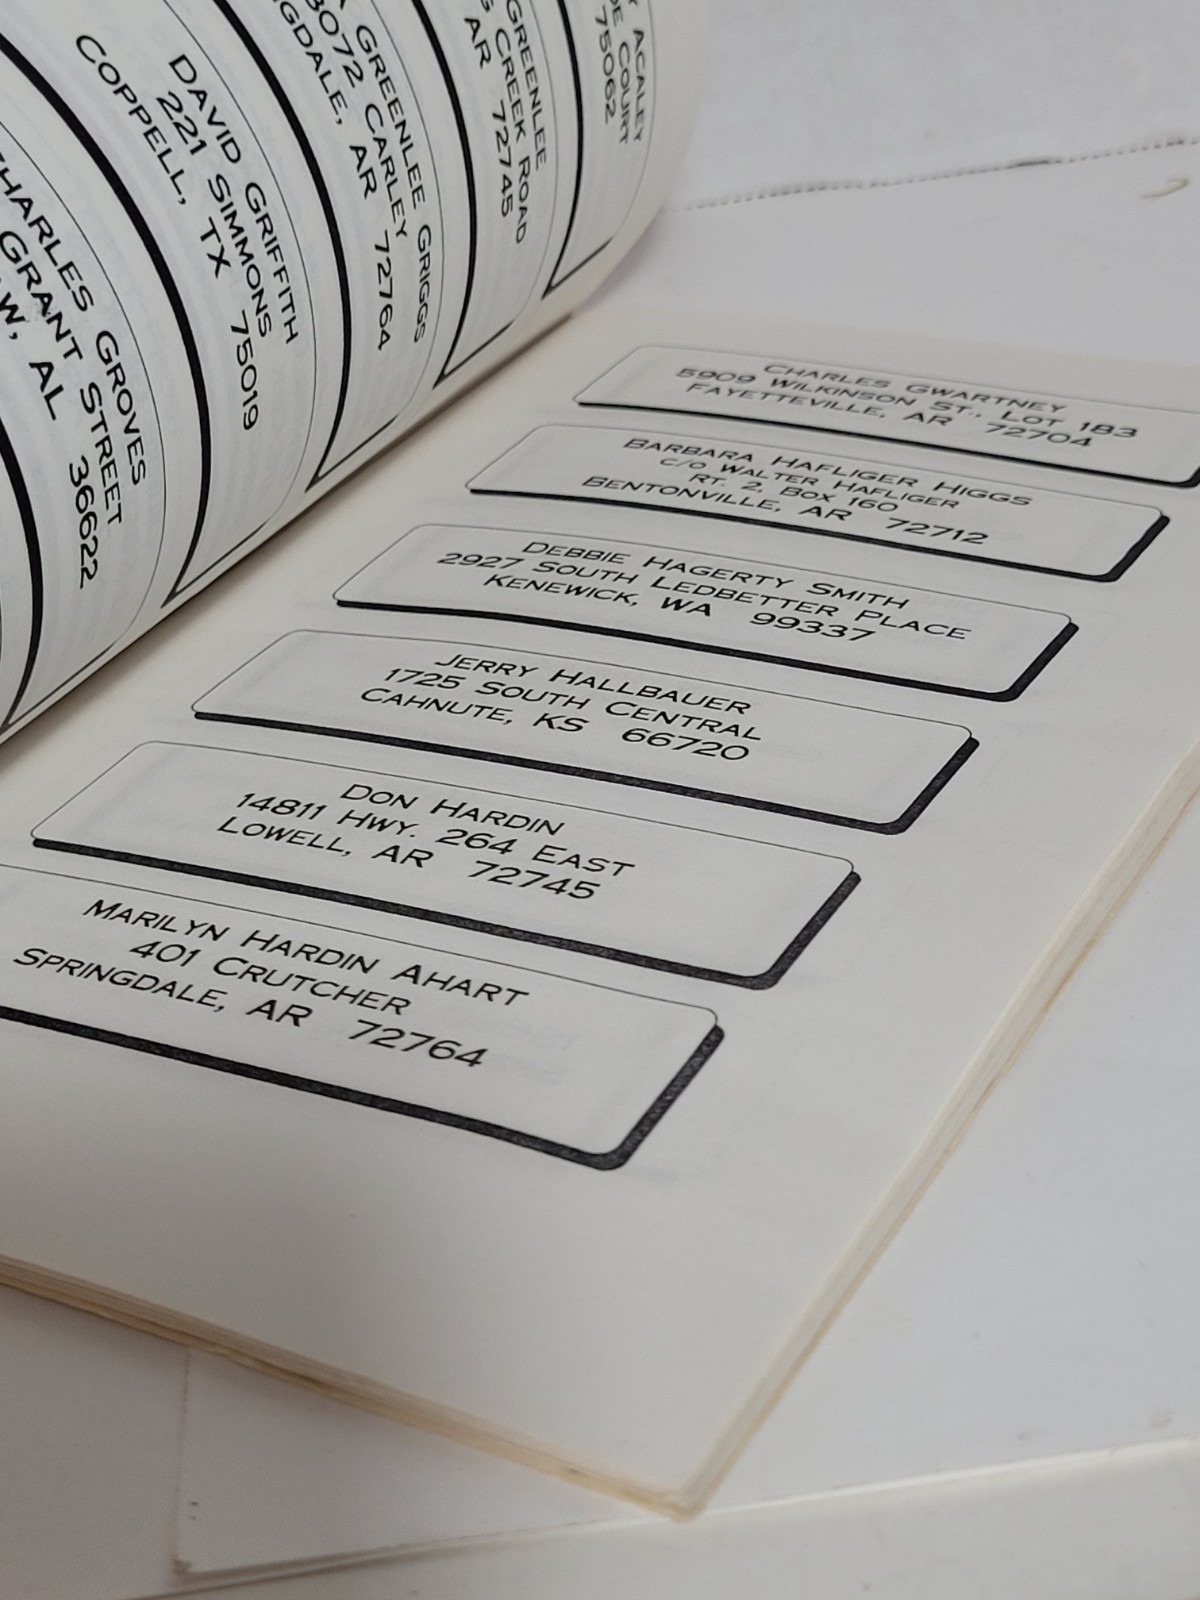 ACALEY
COURT
75062
GREENLEE
CREEK ROAD
AR 72745
GREENLEE GRIGGS
3072 CARLEY
AR 72764
DAVID GRIFFITH
221 SIMMONS
COPPELL, TX 75019
CHARLES GROVES
GRANT STREET
AL 36622
CHARLES GWARTNEY
5909 WILKINSON ST., LOT 183
FAYETTEVILLE, AR 72704
BARBARA HAFLIGER HIGGS
C/O WALTER HAFLIGER
RT. 2, BOX 160
BENTONVILLE, AR 72712
DEBBIE HAGERTY SMITH
2927 SOUTH LEDBETTER PLACE
KENEWICK, WA 99337
JERRY HALLBAUER
1725 SOUTH CENTRAL
CAHNUTE, KS 66720
DON HARDIN
14811 HWY. 264 EAST
LOWELL, AR 72745
MARILYN HARDIN AHART
401 CRUTCHER
SPRINGDALE, AR 72764